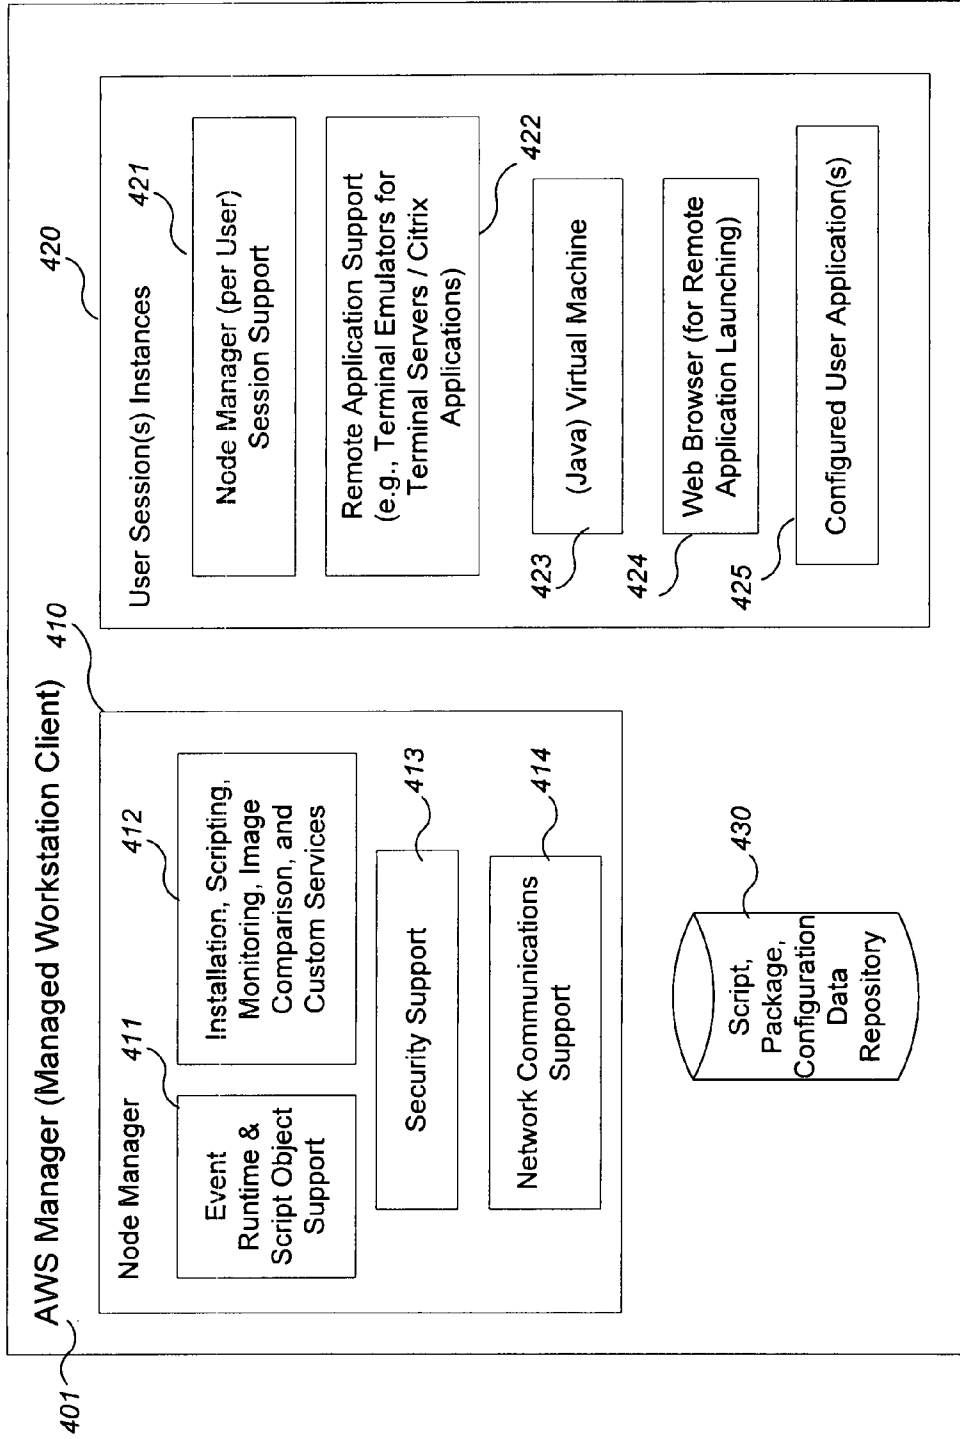 AWS Manager (Managed Workstation Client)
401
410
Node Manager
411
Event
Runtime &
Script Object
Support
412
Installation, Scripting,
Monitoring, Image
Comparison, and
Custom Services
Security Support
413
Network Communications
Support
414
Script,
Package,
Configuration
Data
Repository
430
420
User Session(s) Instances
421
Node Manager (per User)
Session Support
Remote Application Support
(e.g., Terminal Emulators for
Terminal Servers / Citrix
Applications)
422
(Java) Virtual Machine
423
Web Browser (for Remote
Application Launching)
424
Configured User Application(s)
425